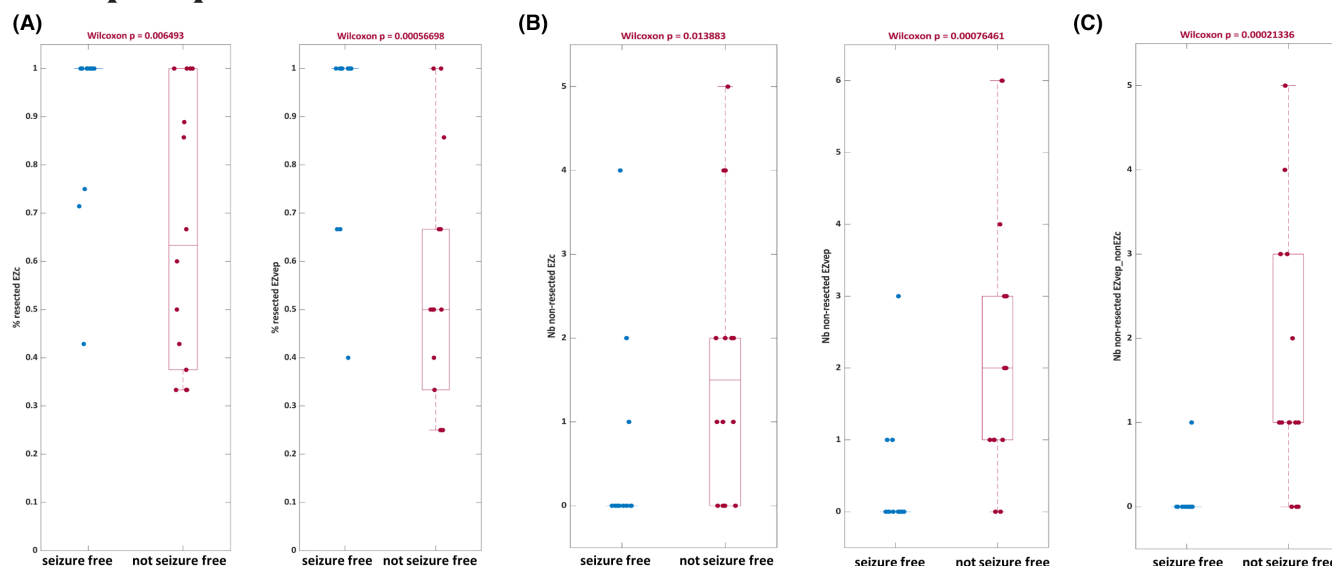 (A)
Wilcoxon p = 0.006493
% resected EZc
1
0.9
0.8
0.7
0.6
0.5
0.4
0.3
0.2
0.1
0
seizure free not seizure free
Wilcoxon p = 0.00056698
% resected EZvep
1
0.9
0.8
0.7
0.6
0.5
0.4
0.3
0.2
0.1
0
seizure free not seizure free
(B)
Wilcoxon p = 0.013883
Nb non-resected EZc
5
4
3
2
1
0
seizure free not seizure free
Wilcoxon p = 0.00076461
Nb non-resected EZvep
6
5
4
3
2
1
0
seizure free not seizure free
(C)
Wilcoxon p = 0.00021336
Nb non-resected EZvep_nonEZc
5
4
3
2
1
0
seizure free not seizure free